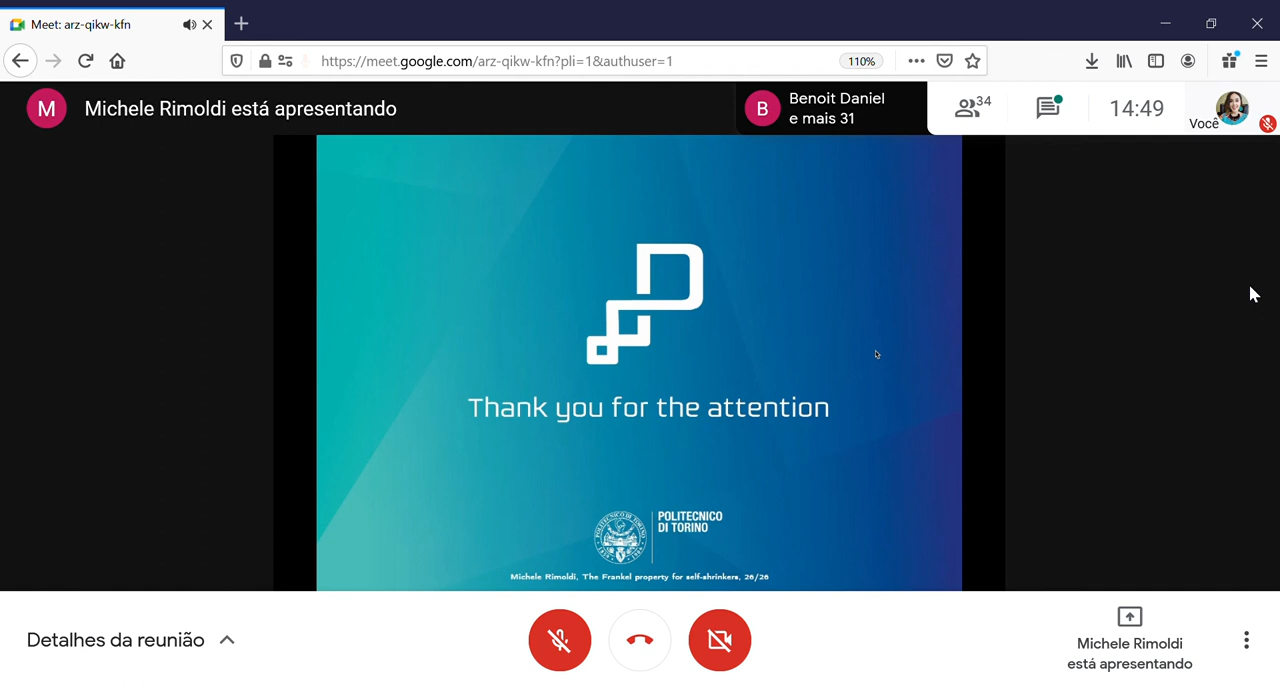 Meet: arz-qikw-kfn
https://meet.google.com/arz-qikw-kfn?pli=1&authuser=1
110%
M
Michele Rimoldi está apresentando
B
Benoit Daniel
e mais 31
34
14:49
Você
Thank you for the attention
POLITECNICO
DI TORINO
Michele Rimoldi, The Frankel property for self-shrinkers, 26/26
Detalhes da reunião
Michele Rimoldi
está apresentando